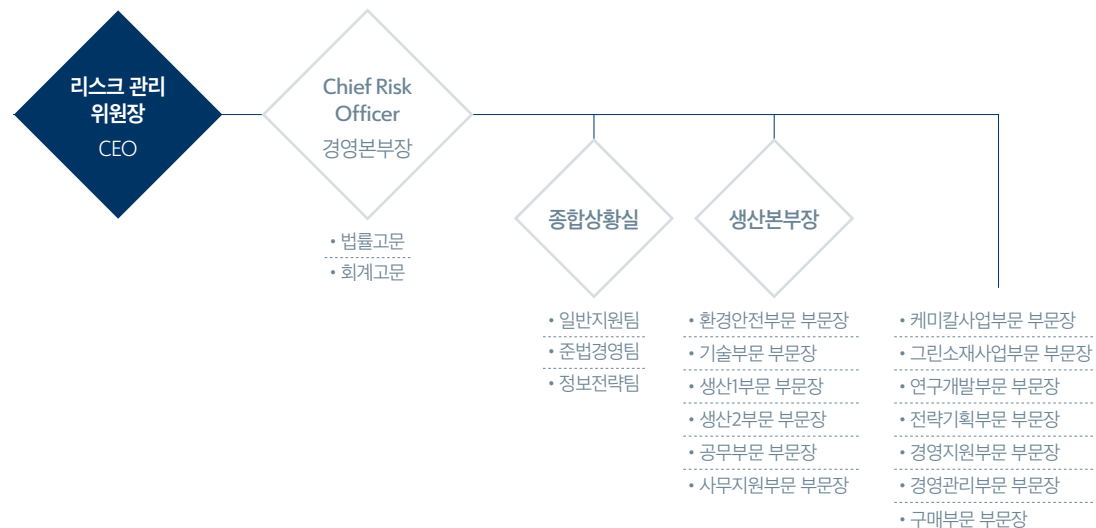 리스크 관리
위원장
CEO
Chief Risk
Officer
경영본부장
• 법률고문
• 회계고문
종합상황실
• 일반지원팀
• 준법경영팀
• 정보전략팀
생산본부장
• 환경안전부문 부문장
• 기술부문 부문장
• 생산1부문 부문장
• 생산2부문 부문장
• 공무부문 부문장
• 사무지원부문 부문장
• 케미칼사업부문 부문장
• 그린소재사업부문 부문장
• 연구개발부문 부문장
• 전략기획부문 부문장
• 경영지원부문 부문장
• 경영관리부문 부문장
• 구매부문 부문장